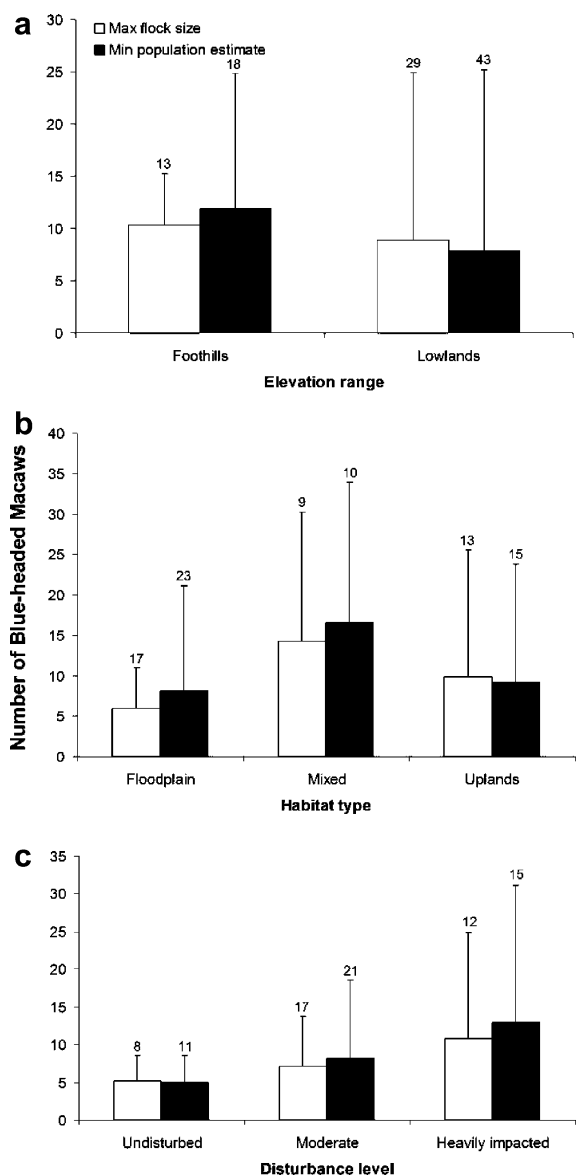 a
Max flock size
Min population estimate
30
25
20
15
10
5
0
13
18
29
43
Foothills
Lowlands
Elevation range
Number of Blue-headed Macaws
b
40
35
30
25
20
15
10
5
0
17
23
9
10
13
15
Floodplain
Mixed
Uplands
Habitat type
c
35
30
25
20
15
10
5
0
8
11
17
21
12
15
Undisturbed
Moderate
Heavily impacted
Disturbance level